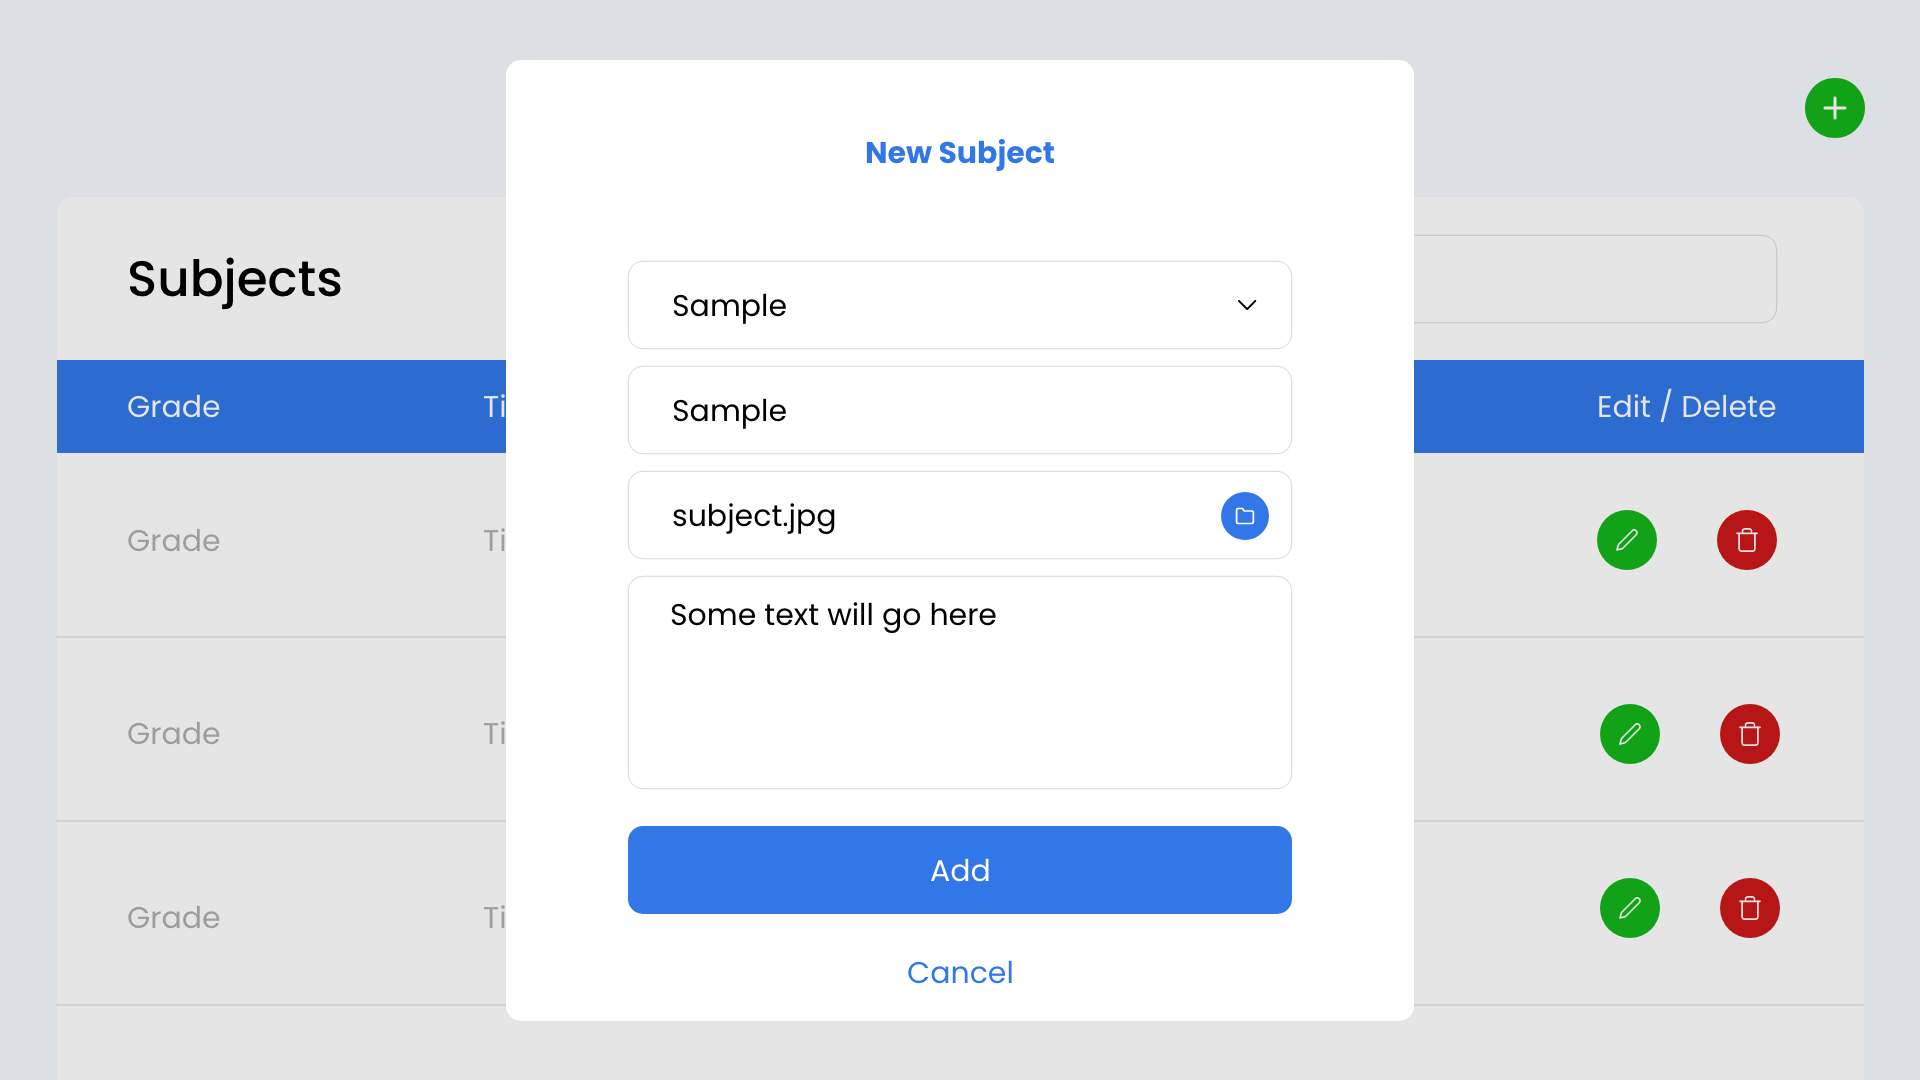 New Subject
Subjects
Sample
Grade
Ti
Edit / Delete
Sample
Grade
Ti
subject.jpg
Some text will go here
Grade
Ti
Add
Grade
Ti
Cancel